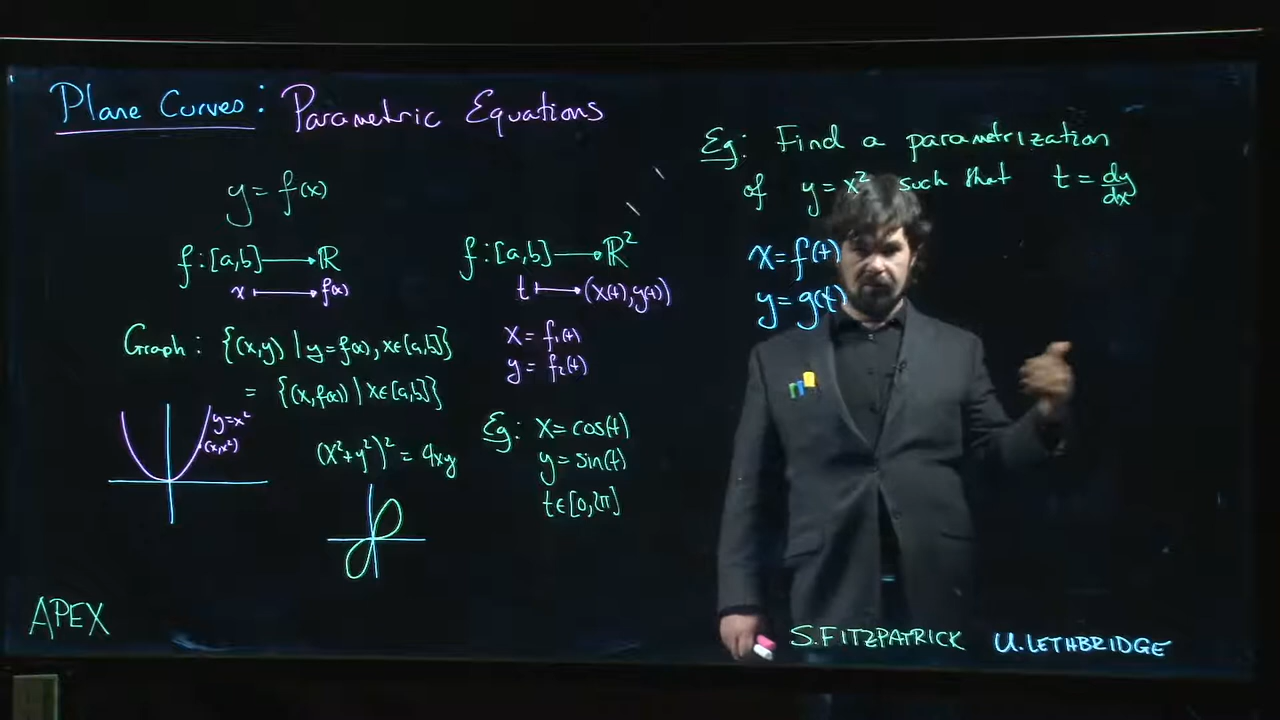 Plane Curves: Parametric Equations
y = f(x)
f:[a,b] ⟶ ℝ
x ⟼ f(x)
Graph: {(x,y) | y=f(x), x∈[a,b]}
= {(x,f(x)) | x∈[a,b]}
y=x²
(x,x²)
(x²+y²)² = 4xy
f:[a,b] ⟶ ℝ²
t ⟼ (x(t),y(t))
x = f₁(t)
y = f₂(t)
Eg: x = cos(t)
y = sin(t)
t∈[0,2π]
Eg: Find a parametrization
of y = x² such that t = dy/dx
x = f(t)
y = g(t)
APEX
S. FITZPATRICK U. LETHBRIDGE